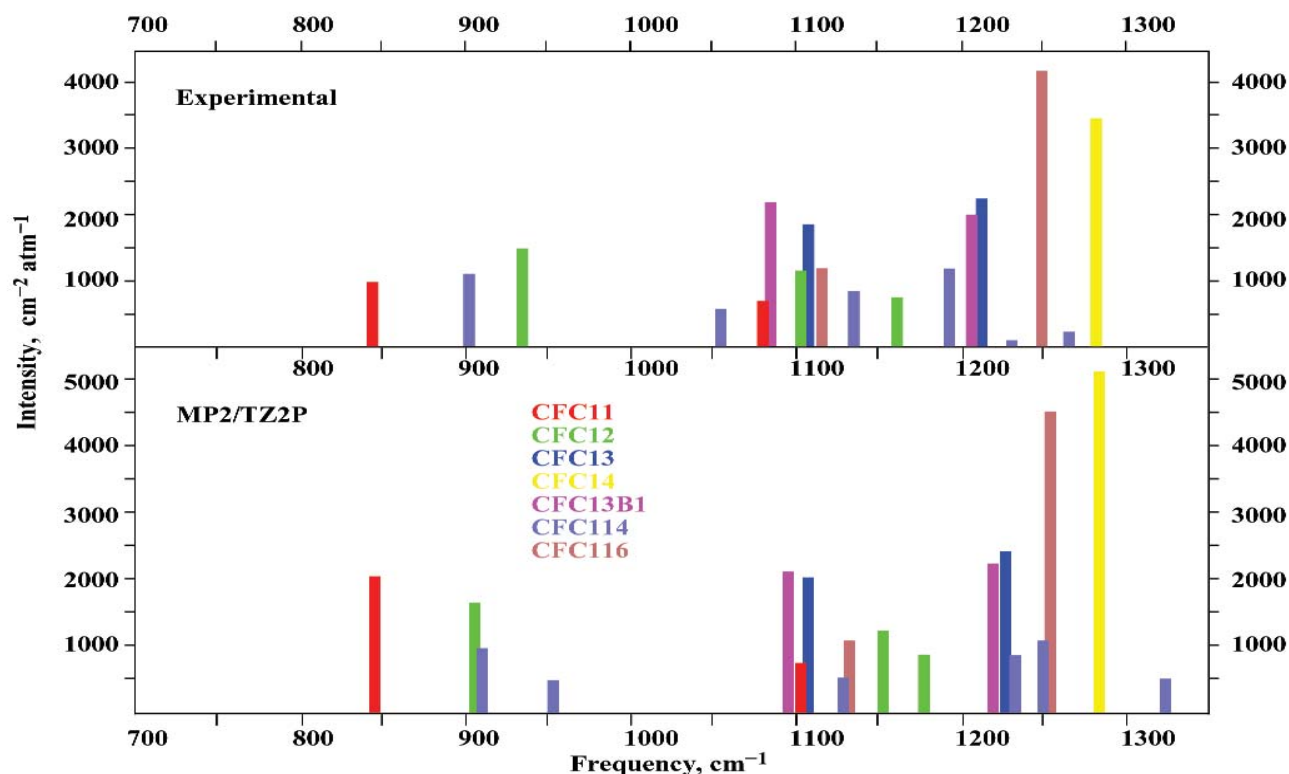 700 800 900 1000 1100 1200 1300
Experimental
4000 4000
3000 3000
2000 2000
1000 1000
Intensity, cm−2 atm−1
800 900 1000 1100 1200 1300
MP2/TZ2P
5000 5000
4000 4000
3000 3000
2000 2000
1000 1000
CFC11
CFC12
CFC13
CFC14
CFC13B1
CFC114
CFC116
700 800 900 1000 1100 1200 1300
Frequency, cm−1